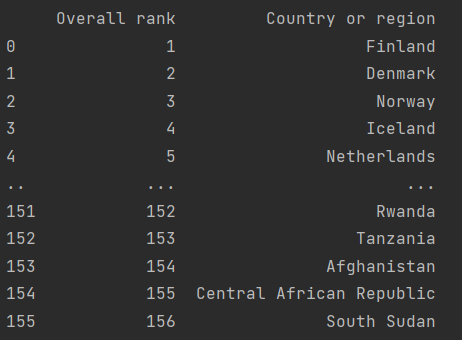 Overall rank Country or region
0 1 Finland
1 2 Denmark
2 3 Norway
3 4 Iceland
4 5 Netherlands
.. ... ...
151 152 Rwanda
152 153 Tanzania
153 154 Afghanistan
154 155 Central African Republic
155 156 South Sudan